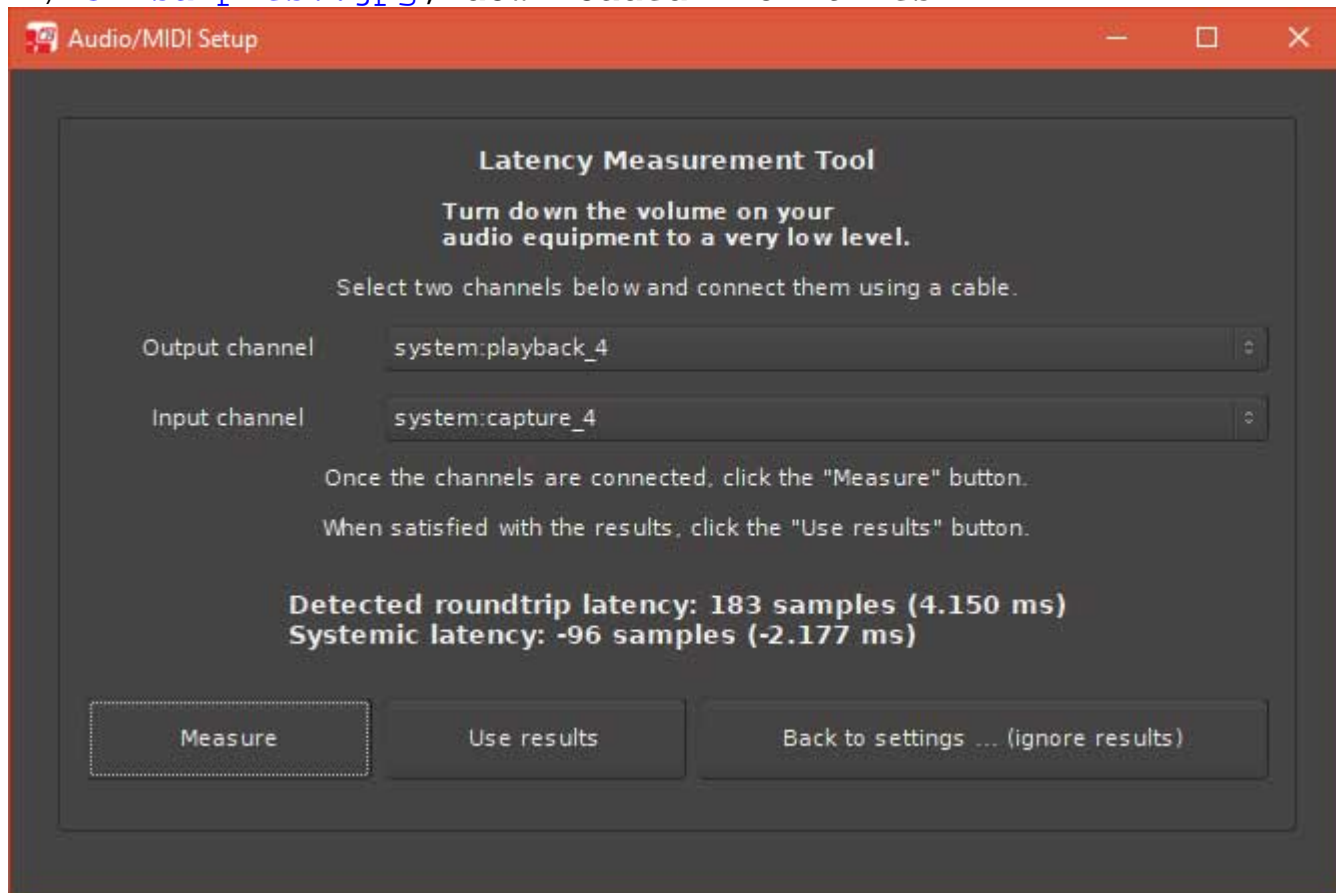 Audio/MIDI Setup
Latency Measurement Tool
Turn down the volume on your
audio equipment to a very low level.
Select two channels below and connect them using a cable.
Output channel system:playback_4
Input channel system:capture_4
Once the channels are connected, click the "Measure" button.
When satisfied with the results, click the "Use results" button.
Detected roundtrip latency: 183 samples (4.150 ms)
Systemic latency: -96 samples (-2.177 ms)
Measure Use results Back to settings ... (ignore results)